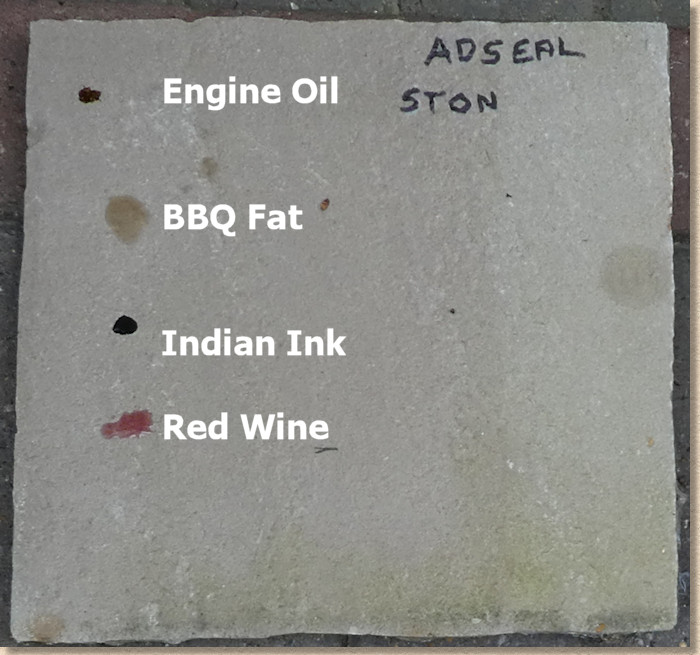 ADSEAL
STON
Engine Oil
BBQ Fat
Indian Ink
Red Wine